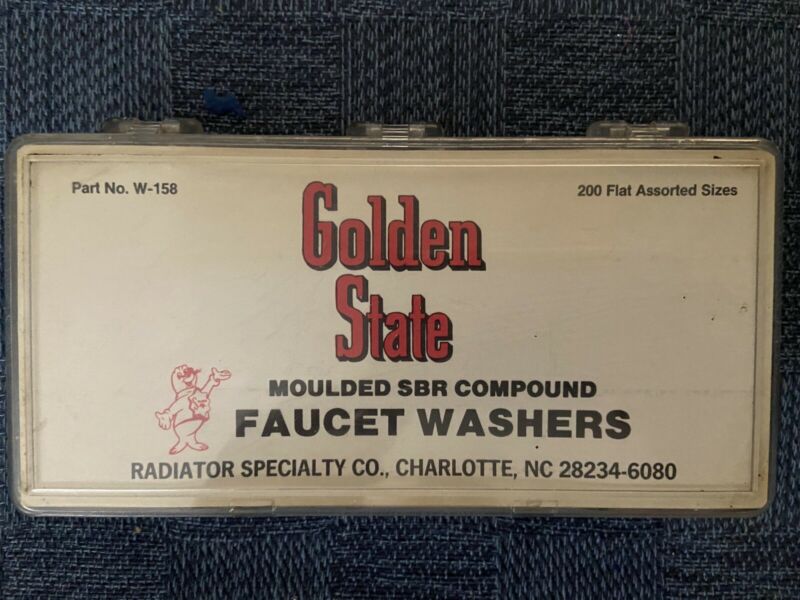 Part No. W-158
200 Flat Assorted Sizes
Golden
State
MOULDED SBR COMPOUND
FAUCET WASHERS
RADIATOR SPECIALTY CO., CHARLOTTE, NC 28234-6080